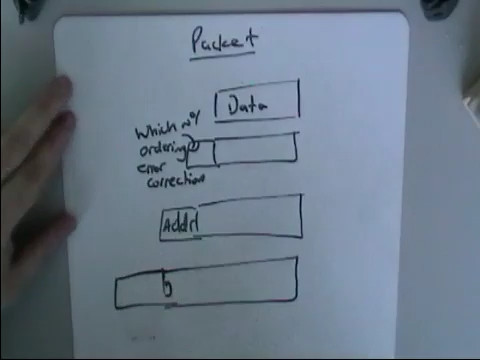 Packet
Data
Which nº/
ordering
error
correction
Addr